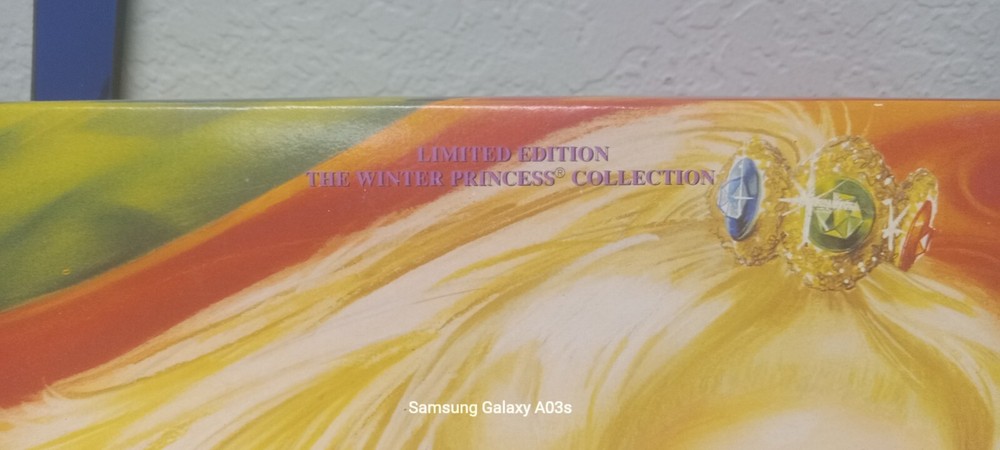 LIMITED EDITION
THE WINTER PRINCESS® COLLECTION
Samsung Galaxy A03s